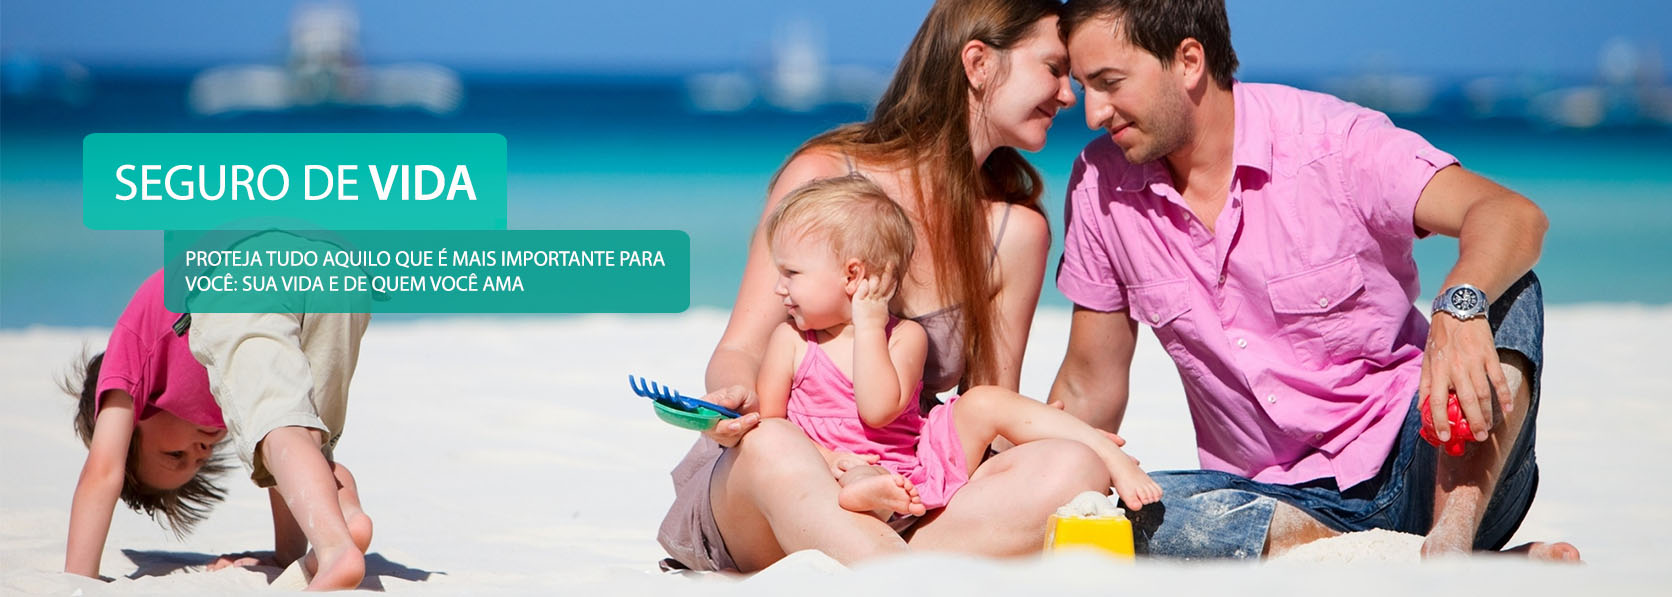 SEGURO DE VIDA
PROTEJA TUDO AQUILO QUE É MAIS IMPORTANTE PARA
VOCÊ: SUA VIDA E DE QUEM VOCÊ AMA